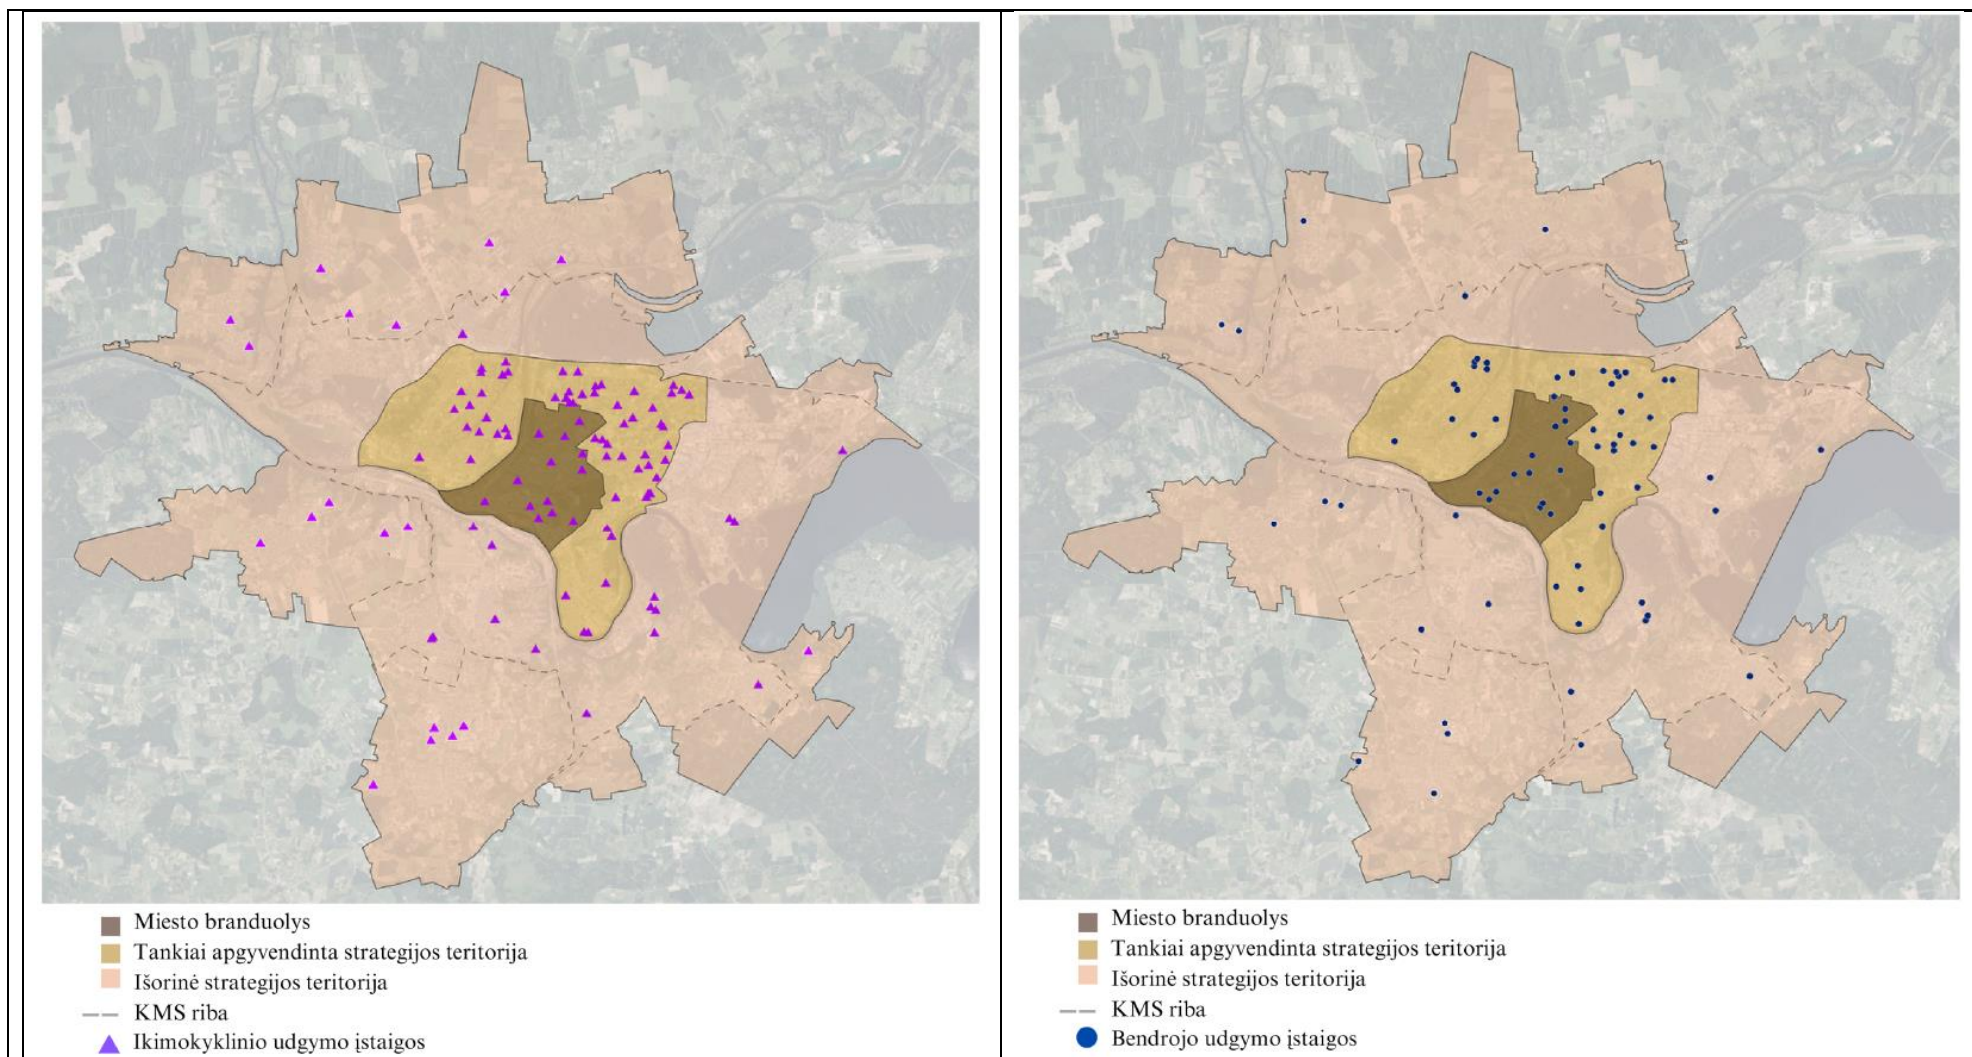 Miesto branduolys
Tankiai apgyvendinta strategijos teritorija
Išorinė strategijos teritorija
KMS riba
Ikimokyklinio udgymo įstaigos
Miesto branduolys
Tankiai apgyvendinta strategijos teritorija
Išorinė strategijos teritorija
KMS riba
Bendrojo udgymo įstaigos